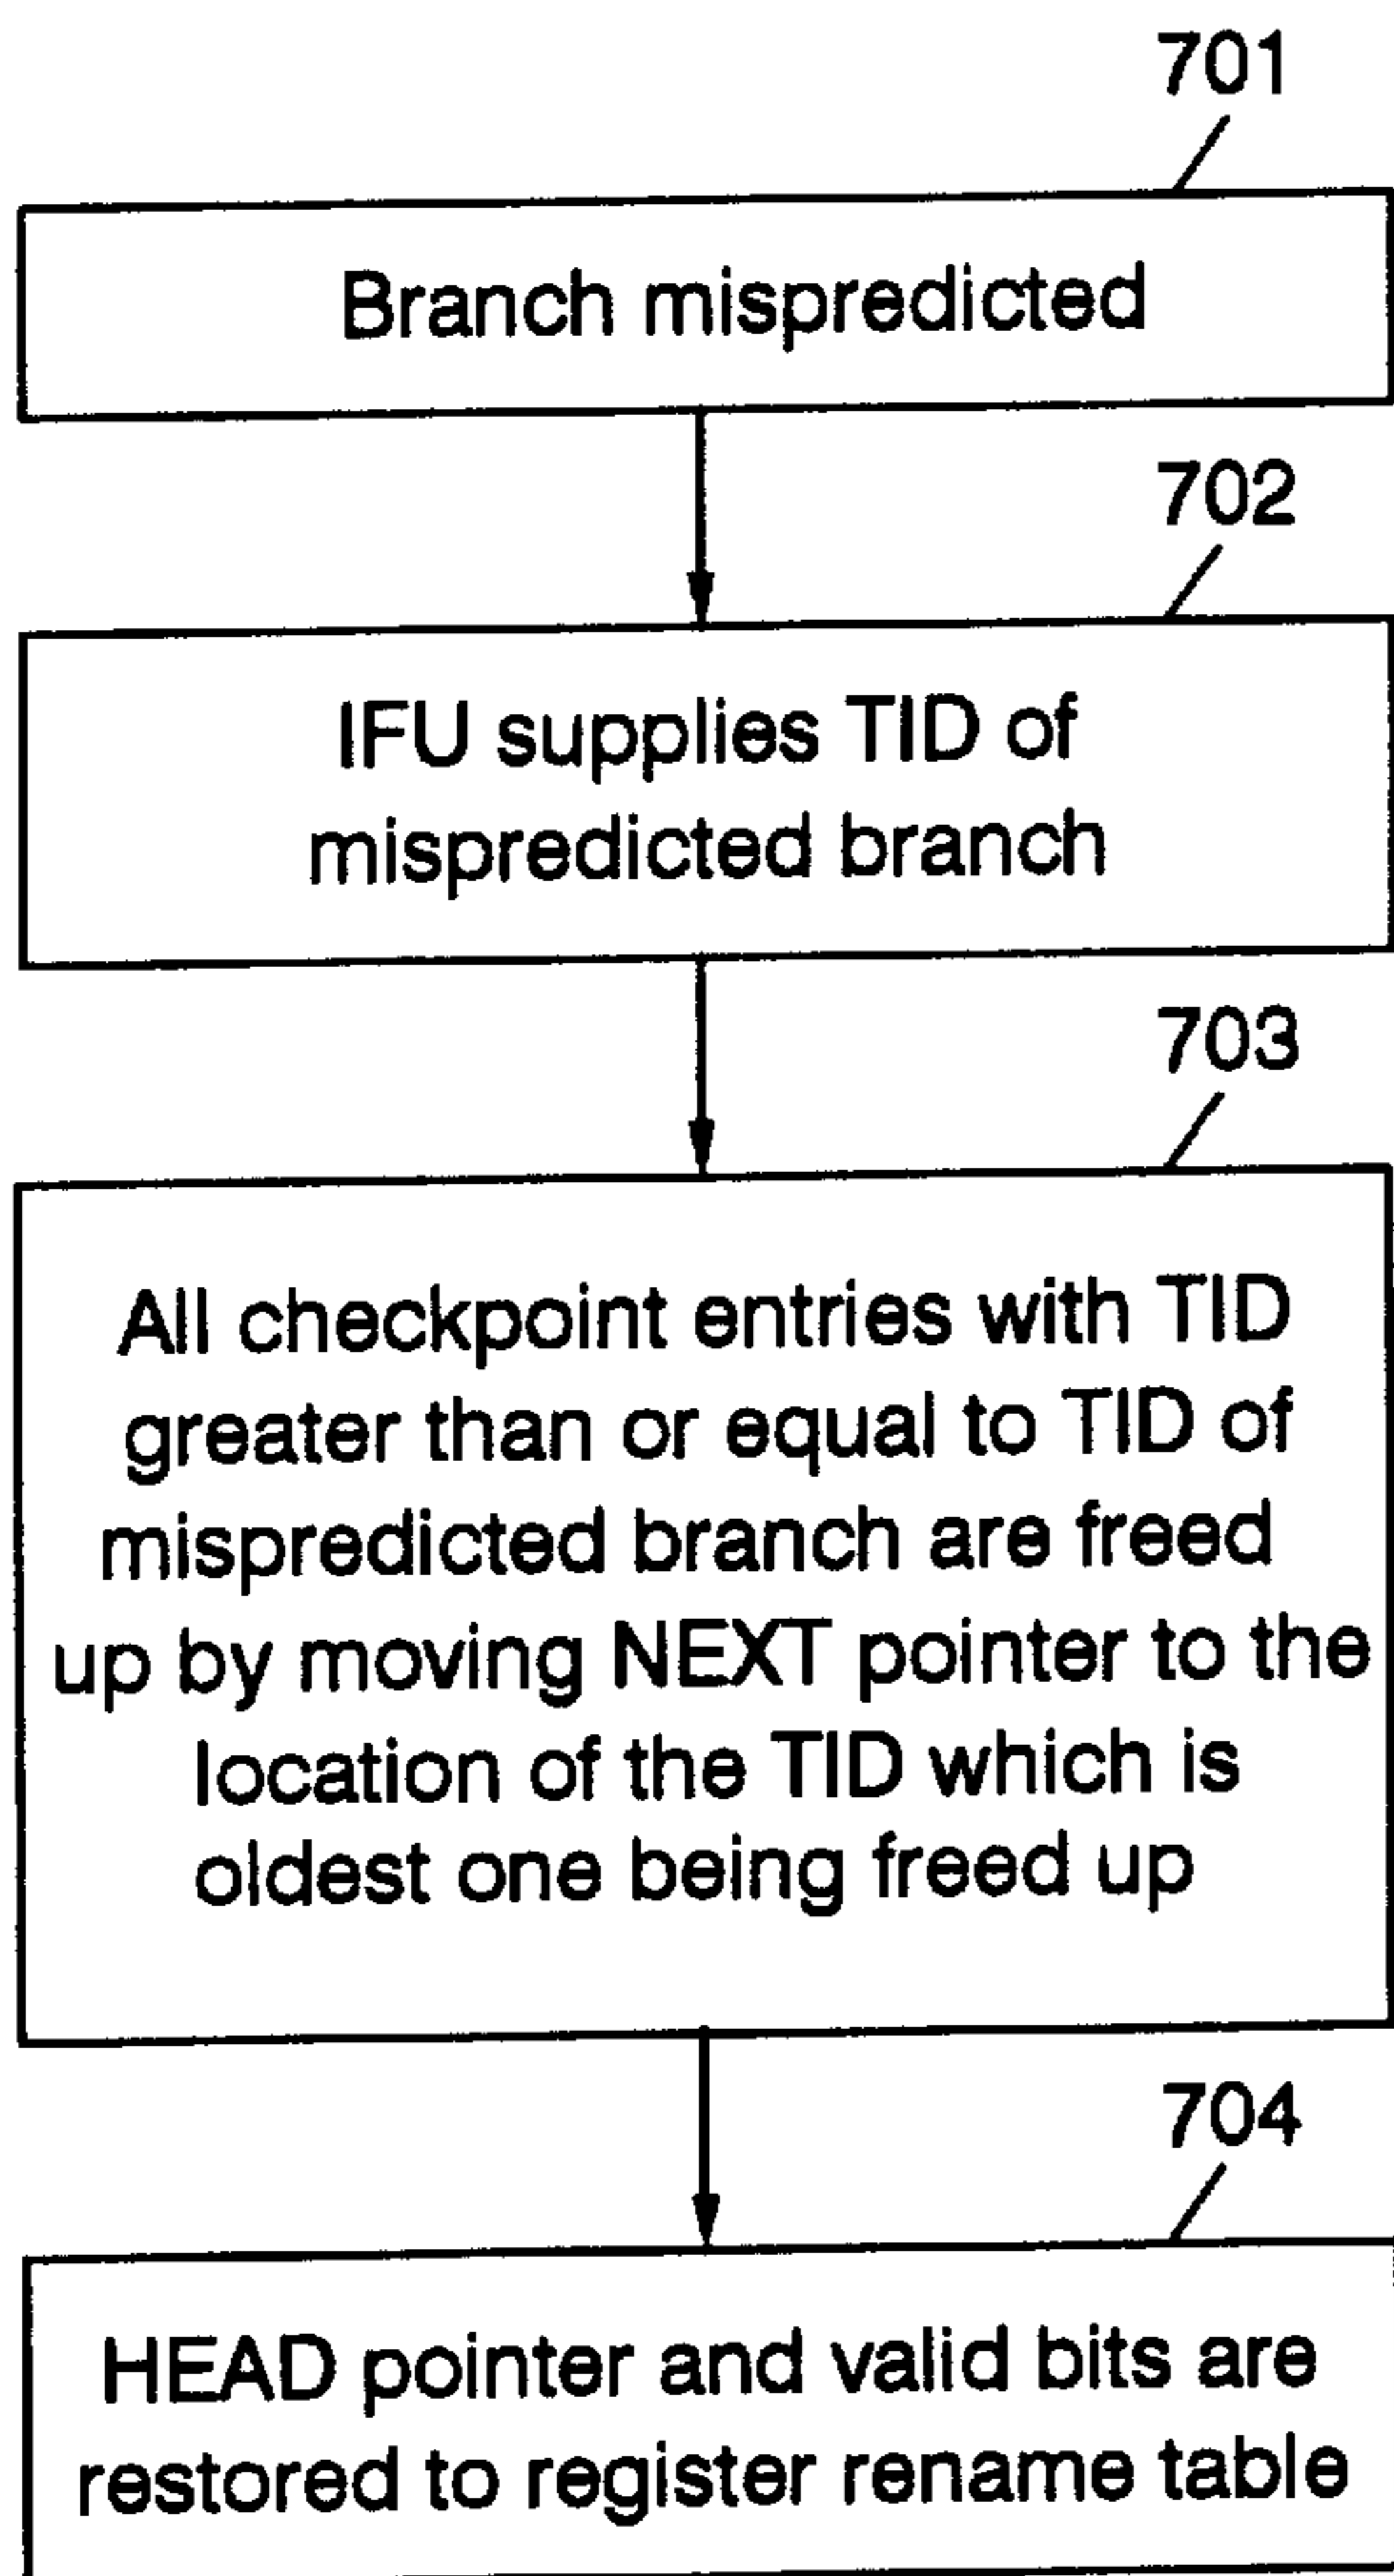 701
Branch mispredicted
702
IFU supplies TID of
mispredicted branch
703
All checkpoint entries with TID
greater than or equal to TID of
mispredicted branch are freed
up by moving NEXT pointer to the
location of the TID which is
oldest one being freed up
704
HEAD pointer and valid bits are
restored to register rename table